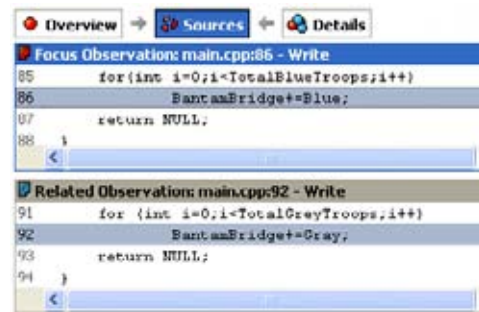 Overview Sources Details
Focus Observation: main.cpp:86 - Write
85 for(int i=0;i<TotalBlueTroops;i++)
86 BantamBridge+=Blue;
87 return NULL;
88 }
Related Observation: main.cpp:92 - Write
91 for (int i=0;i<TotalGreyTroops;i++)
92 BantamBridge+=Gray;
93 return NULL;
94 }